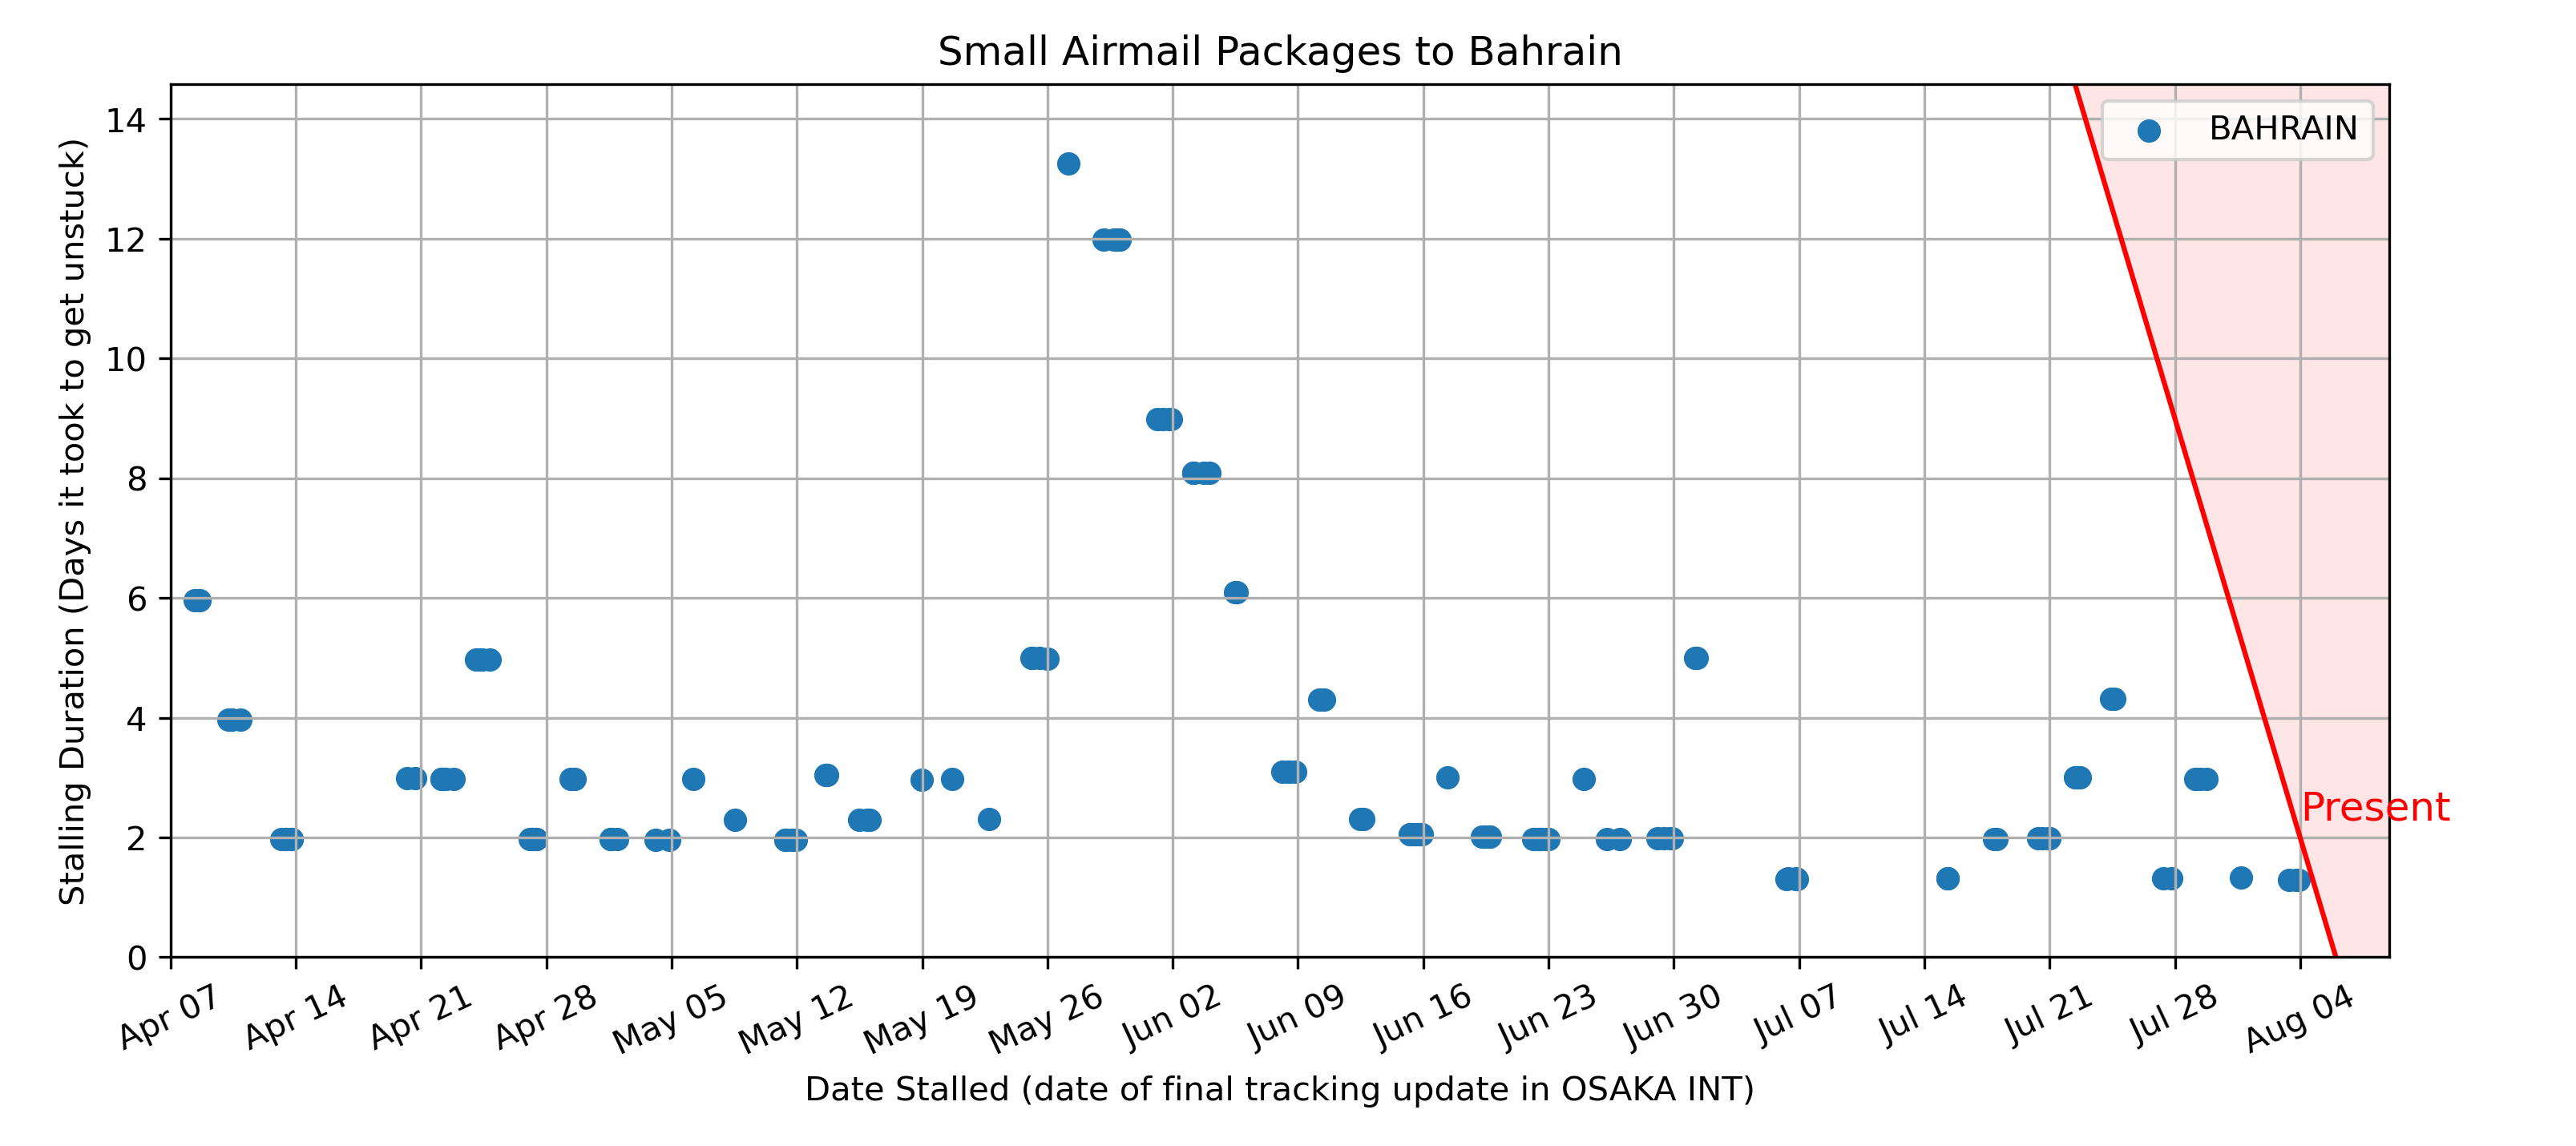 Small Airmail Packages to Bahrain
BAHRAIN
Stalling Duration (Days it took to get unstuck)
14
12
10
8
6
4
2
0
Present
Apr 07
Apr 14
Apr 21
Apr 28
May 05
May 12
May 19
May 26
Jun 02
Jun 09
Jun 16
Jun 23
Jun 30
Jul 07
Jul 14
Jul 21
Jul 28
Aug 04
Date Stalled (date of final tracking update in OSAKA INT)